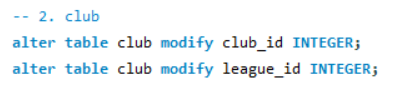 -- 2. club
alter table club modify club_id INTEGER;
alter table club modify league_id INTEGER;